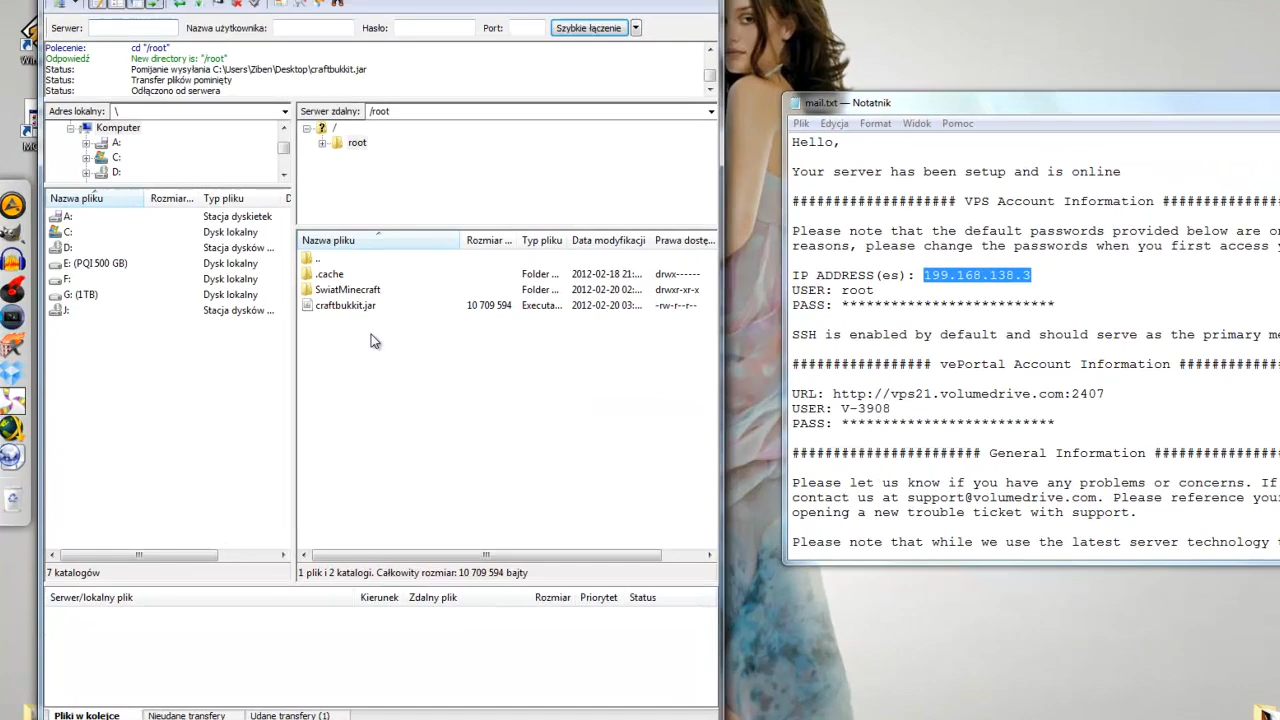 Serwer:
Nazwa użytkownika:
Hasło:
Port:
Szybkie łączenie
Polecenie: cd "/root"
Odpowiedź New directory is: "/root"
Status: Pomijanie wysyłania C:\Users\Ziben\Desktop\craftbukkit.jar
Status: Transfer plików pominięty
Status: Odłączono od serwera
Adres lokalny: \
Komputer
A:
C:
D:
Nazwa pliku Rozmiar... Typ pliku D
A: Stacja dyskietek
C: Dysk lokalny
D: Stacja dysków ...
E: (PQI500 GB) Dysk lokalny
F: Dysk lokalny
G: (1TB) Dysk lokalny
J: Stacja dysków ...
7 katalogów
Serwer zdalny: /root
/
root
Nazwa pliku Rozmiar ... Typ pliku Data modyfikacji Prawa dostę...
..
.cache Folder ... 2012-02-18 21:... drwx------
SwiatMinecraft Folder ... 2012-02-20 02:... drwxr-xr-x
craftbukkit.jar 10 709 594 Executa... 2012-02-20 03:... -rw-r--r--
1 plik i 2 katalogi. Całkowity rozmiar: 10 709 594 bajty
Serwer/lokalny plik Kierunek Zdalny plik Rozmiar Priorytet Status
Pliki w kolejce Nieudane transfery Udane transfery (1)
mail.txt — Notatnik
Plik Edycja Format Widok Pomoc
Hello,
Your server has been setup and is online
#################### VPS Account Information ################
Please note that the default passwords provided below are on
reasons, please change the passwords when you first access y
IP ADDRESS(es): 199.168.138.3
USER: root
PASS: **************************
SSH is enabled by default and should serve as the primary me
################# vePortal Account Information #############
URL: http://vps21.volumedrive.com:2407
USER: V-3908
PASS: **************************
####################### General Information ################
Please let us know if you have any problems or concerns. If
contact us at support@volumedrive.com. Please reference your
opening a new trouble ticket with support.
Please note that while we use the latest server technology t